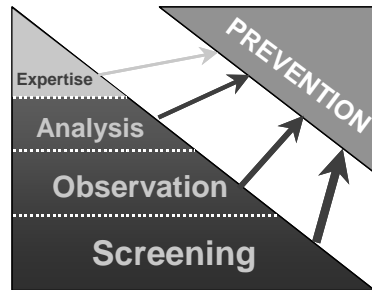 PREVENTION
Expertise
Analysis
Observation
Screening